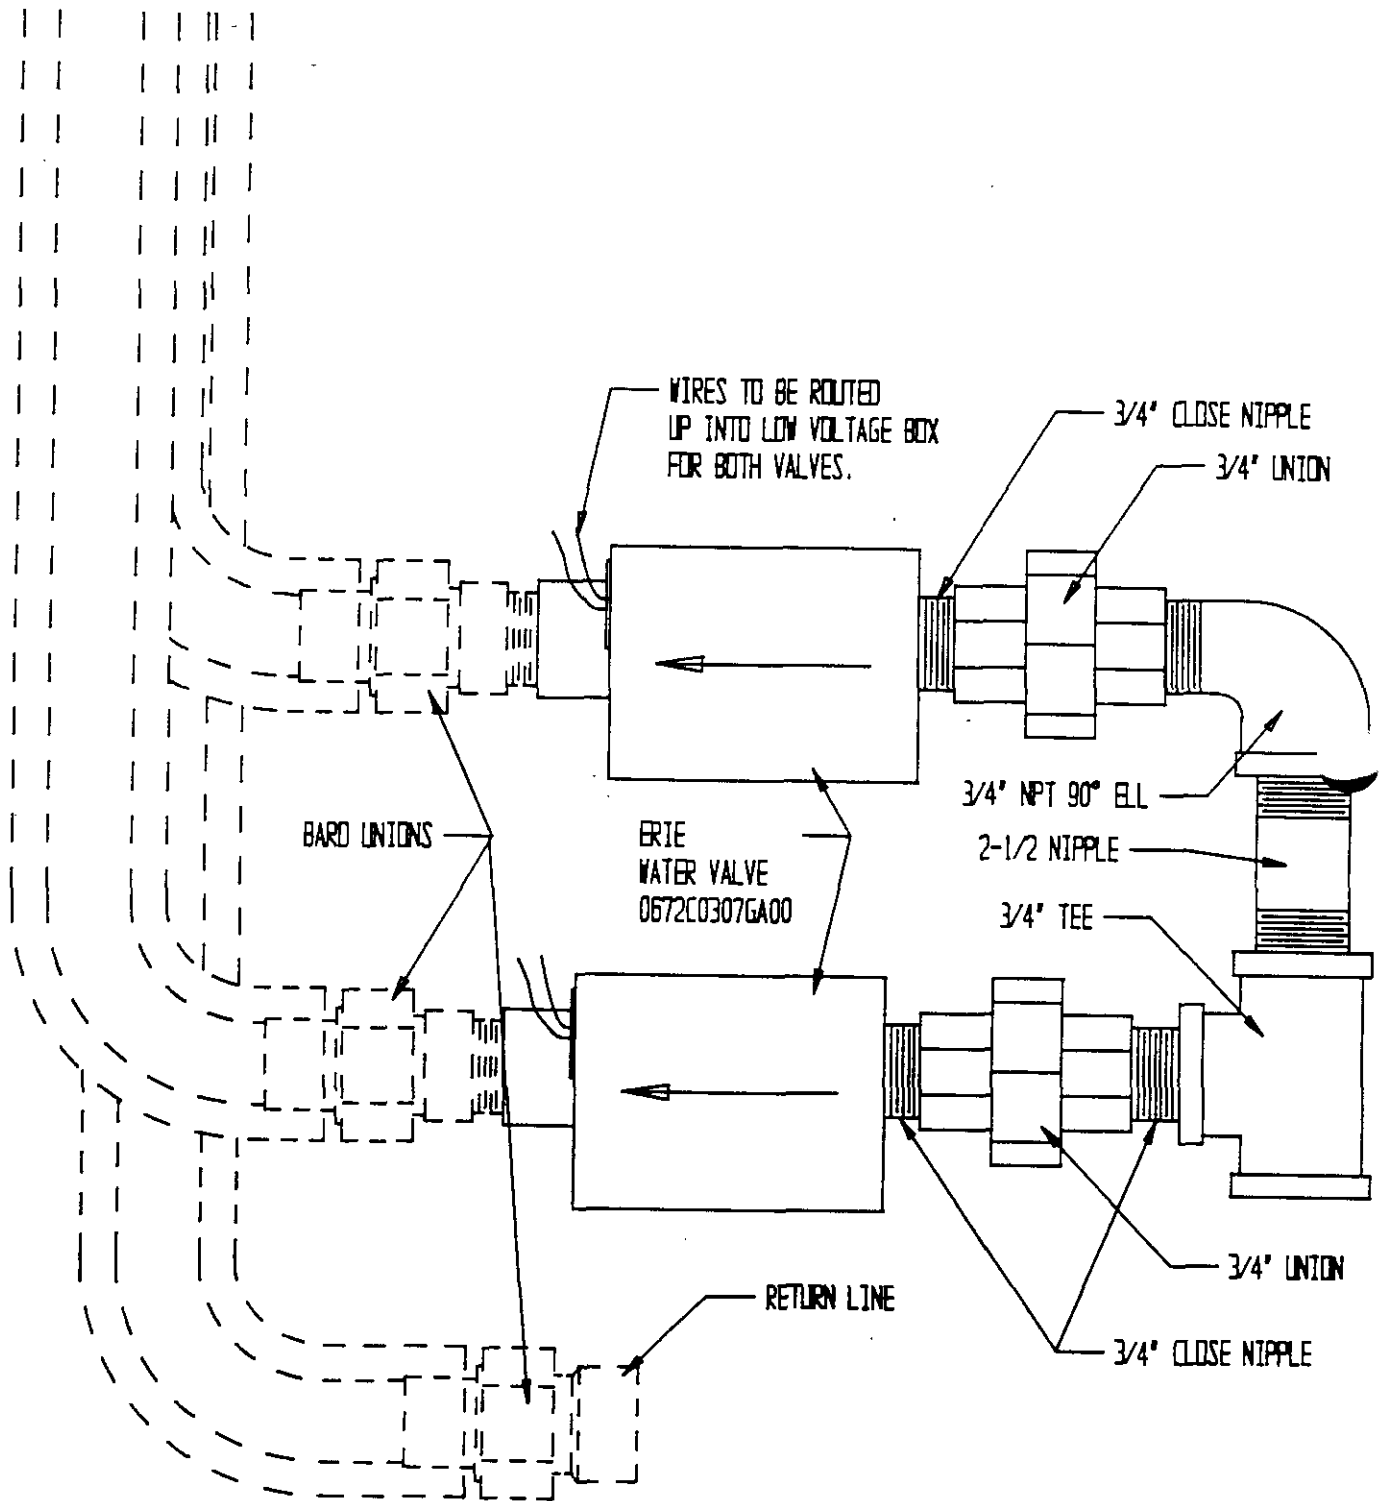 WIRES TO BE ROUTED
UP INTO LOW VOLTAGE BOX
FOR BOTH VALVES.
3/4" CLOSE NIPPLE
3/4" UNION
3/4" NPT 90° ELL
BARD UNIONS
ERIE
WATER VALVE
0672C0307GA00
2-1/2 NIPPLE
3/4" TEE
3/4" UNION
RETURN LINE
3/4" CLOSE NIPPLE